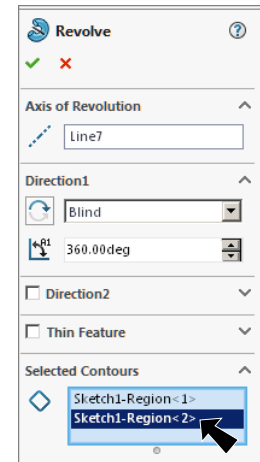 Revolve
Axis of Revolution
Line7
Direction1
Blind
A1
360.00deg
Direction2
Thin Feature
Selected Contours
Sketch1-Region<1>
Sketch1-Region<2>